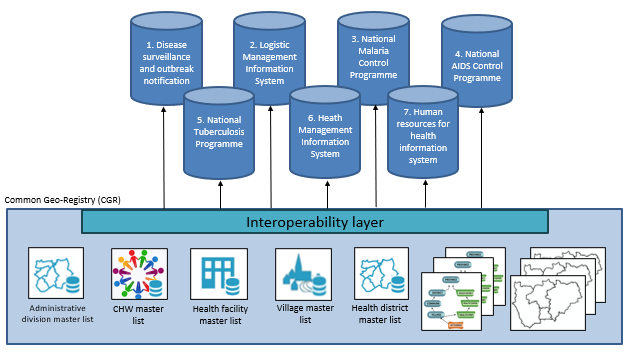 1. Disease
surveillance
and outbreak
notification
2. Logistic
Management
Information
System
3. National
Malaria
Control
Programme
4. National
AIDS Control
Programme
5. National
Tuberculosis
Programme
6. Heath
Management
Information
System
7. Human
resources for
health
information
system
Common Geo-Registry (CGR)
Interoperability layer
Administrative
division master list
CHW master
list
Health facility
master list
Village master
list
Health district
master list